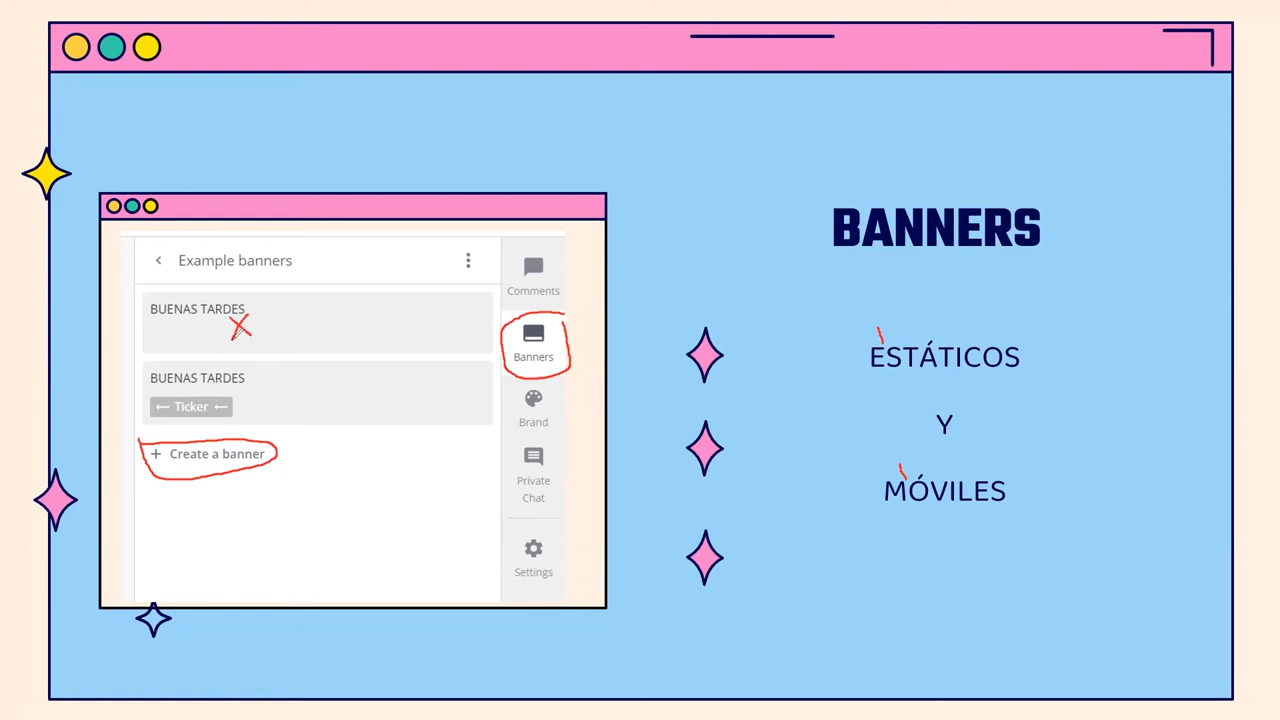 Example banners
BUENAS TARDES
BUENAS TARDES
← Ticker ←
+ Create a banner
Comments
Banners
Brand
Private
Chat
Settings
BANNERS
ESTÁTICOS
Y
MÓVILES